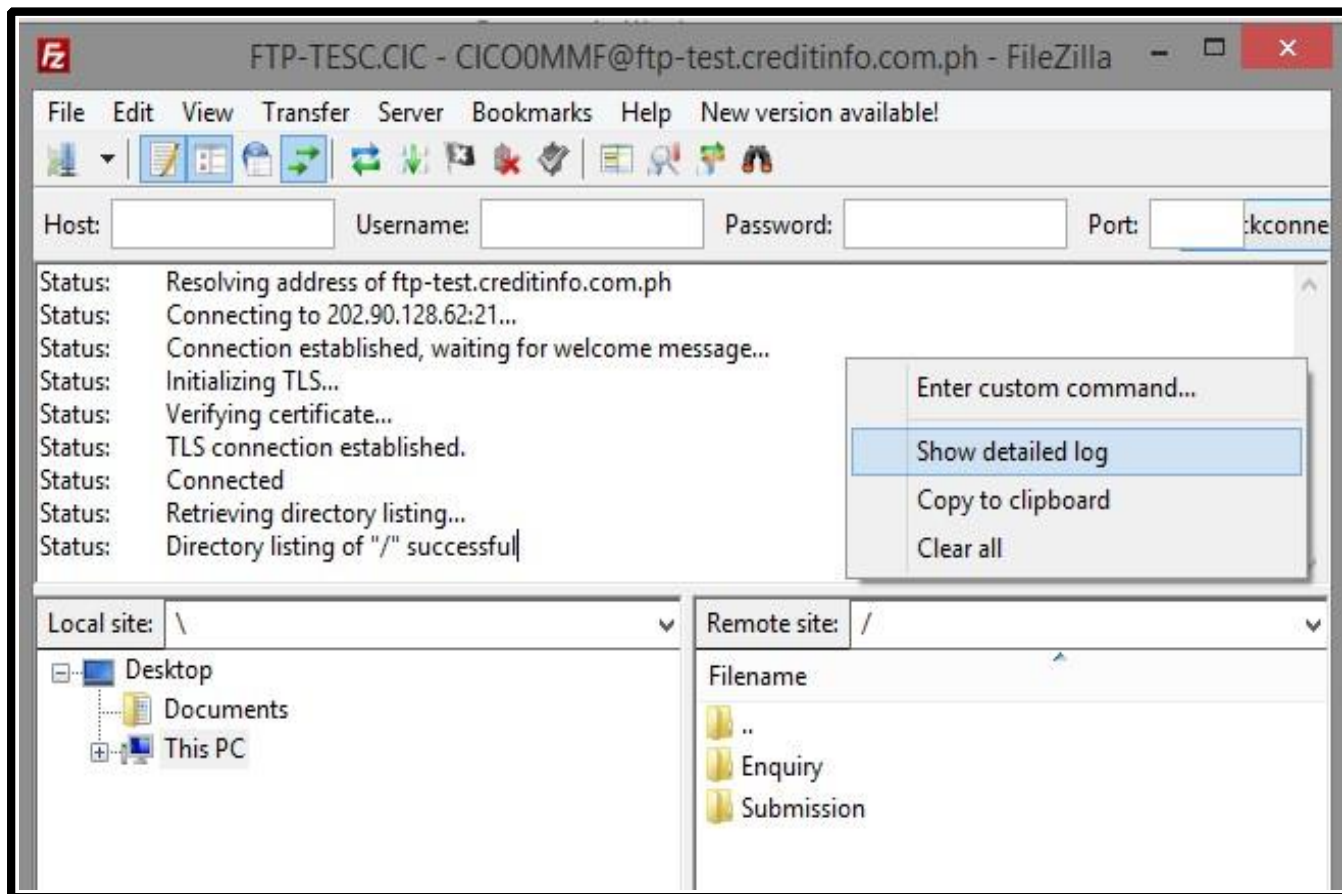 FTP-TESC.CIC - CICO0MMF@ftp-test.creditinfo.com.ph - FileZilla
File Edit View Transfer Server Bookmarks Help New version available!
Host: Username: Password: Port: kconne
Status: Resolving address of ftp-test.creditinfo.com.ph
Status: Connecting to 202.90.128.62:21...
Status: Connection established, waiting for welcome message...
Status: Initializing TLS...
Status: Verifying certificate...
Status: TLS connection established.
Status: Connected
Status: Retrieving directory listing...
Status: Directory listing of "/" successful
Enter custom command...
Show detailed log
Copy to clipboard
Clear all
Local site: \
Desktop
Documents
This PC
Remote site: /
Filename
..
Enquiry
Submission